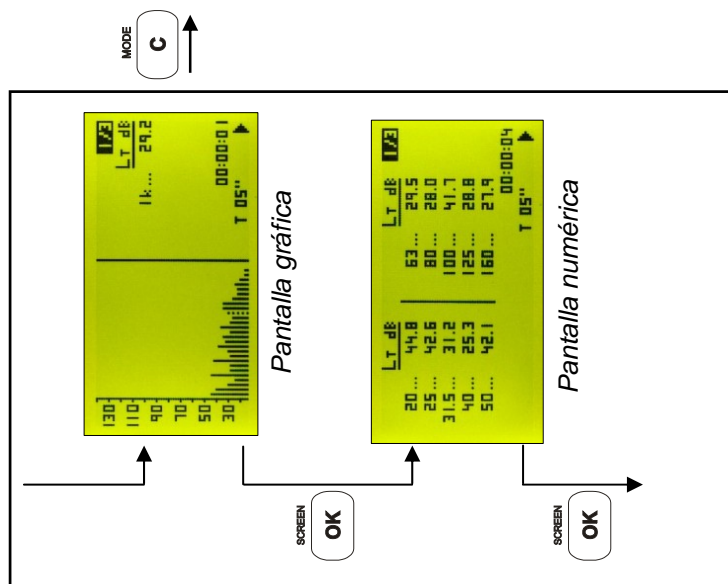 MODE
C
1/3
130
110
90
70
50
30
LT dB
1k... 29.2
00:00:01
T 05"
Pantalla gráfica
SCREEN
OK
1/3
LT dB LT dB
20... 44.8 63... 29.5
25... 42.6 80... 28.0
31.5... 31.2 100... 41.7
40... 25.3 125... 28.8
50... 42.1 160... 27.9
00:00:04
T 05"
Pantalla numérica
SCREEN
OK